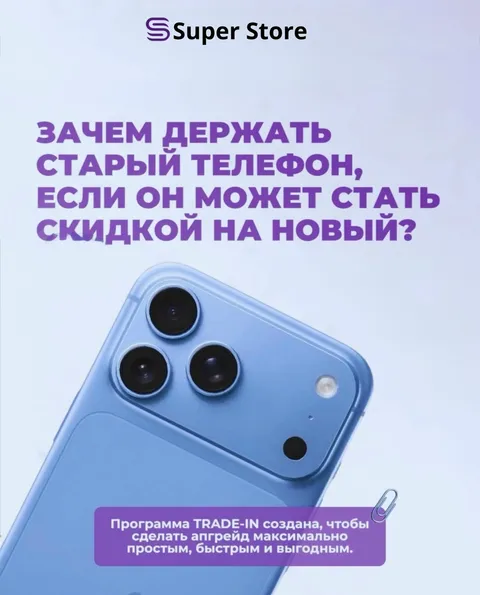 Super Store
ЗАЧЕМ ДЕРЖАТЬ
СТАРЫЙ ТЕЛЕФОН,
ЕСЛИ ОН МОЖЕТ СТАТЬ
СКИДКОЙ НА НОВЫЙ?
Программа TRADE-IN создана, чтобы
сделать апгрейд максимально
простым, быстрым и выгодным.